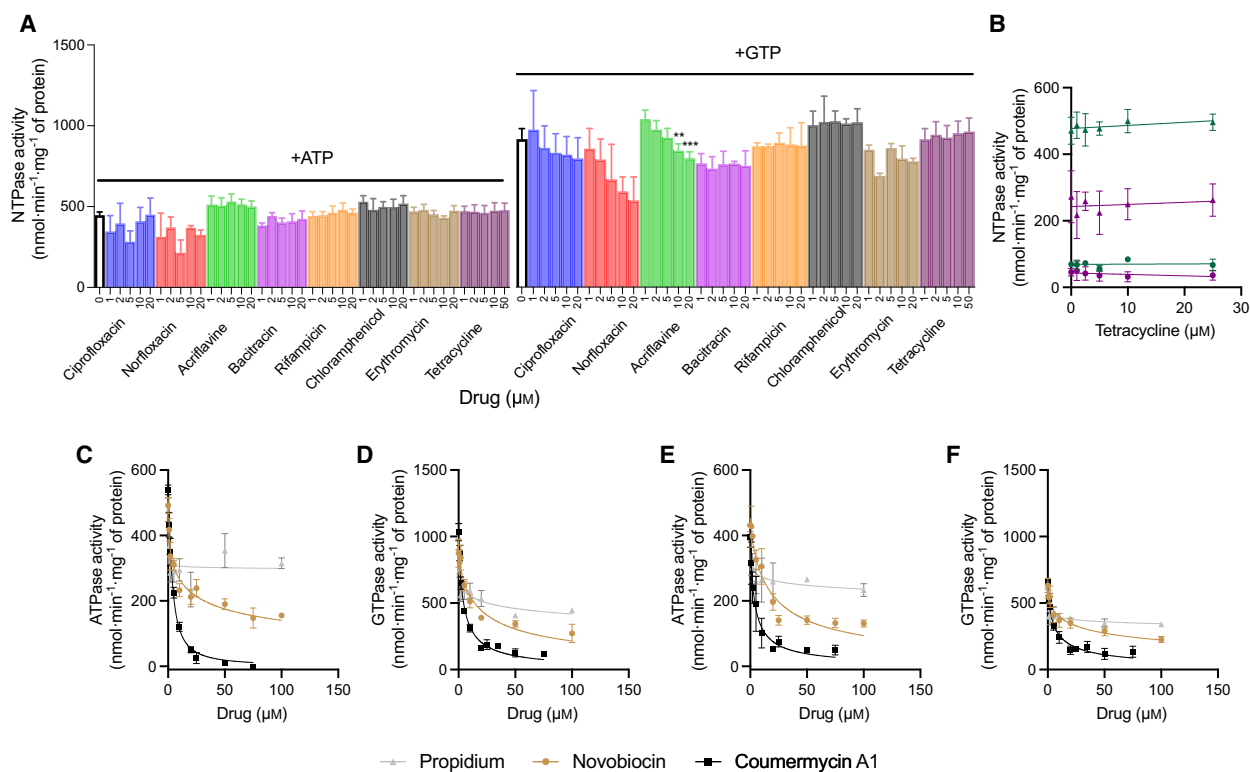 A
NTPase activity
(nmol·min⁻¹·mg⁻¹ of protein)
1500
1000
500
0
+ATP
+GTP
**
***
0 1 2 5 10 20 1 2 5 10 20 1 2 5 10 20 1 2 5 10 20 1 2 5 10 20 1 2 5 10 20 1 2 5 10 20 1 2 5 10 50
0 1 2 5 10 20 1 2 5 10 20 1 2 5 10 20 1 2 5 10 20 1 2 5 10 20 1 2 5 10 20 1 2 5 10 20 1 2 5 10 50
Ciprofloxacin
Norfloxacin
Acriflavine
Bacitracin
Rifampicin
Chloramphenicol
Erythromycin
Tetracycline
Ciprofloxacin
Norfloxacin
Acriflavine
Bacitracin
Rifampicin
Chloramphenicol
Erythromycin
Tetracycline
Drug (μM)
B
NTPase activity
(nmol·min⁻¹·mg⁻¹ of protein)
600
400
200
0
0 10 20 30
Tetracycline (μM)
C
ATPase activity
(nmol·min⁻¹·mg⁻¹ of protein)
600
400
200
0
0 50 100 150
Drug (μM)
D
GTPase activity
(nmol·min⁻¹·mg⁻¹ of protein)
1500
1000
500
0
0 50 100 150
Drug (μM)
E
ATPase activity
(nmol·min⁻¹·mg⁻¹ of protein)
600
400
200
0
0 50 100 150
Drug (μM)
F
GTPase activity
(nmol·min⁻¹·mg⁻¹ of protein)
1500
1000
500
0
0 50 100 150
Drug (μM)
Propidium Novobiocin Coumermycin A1